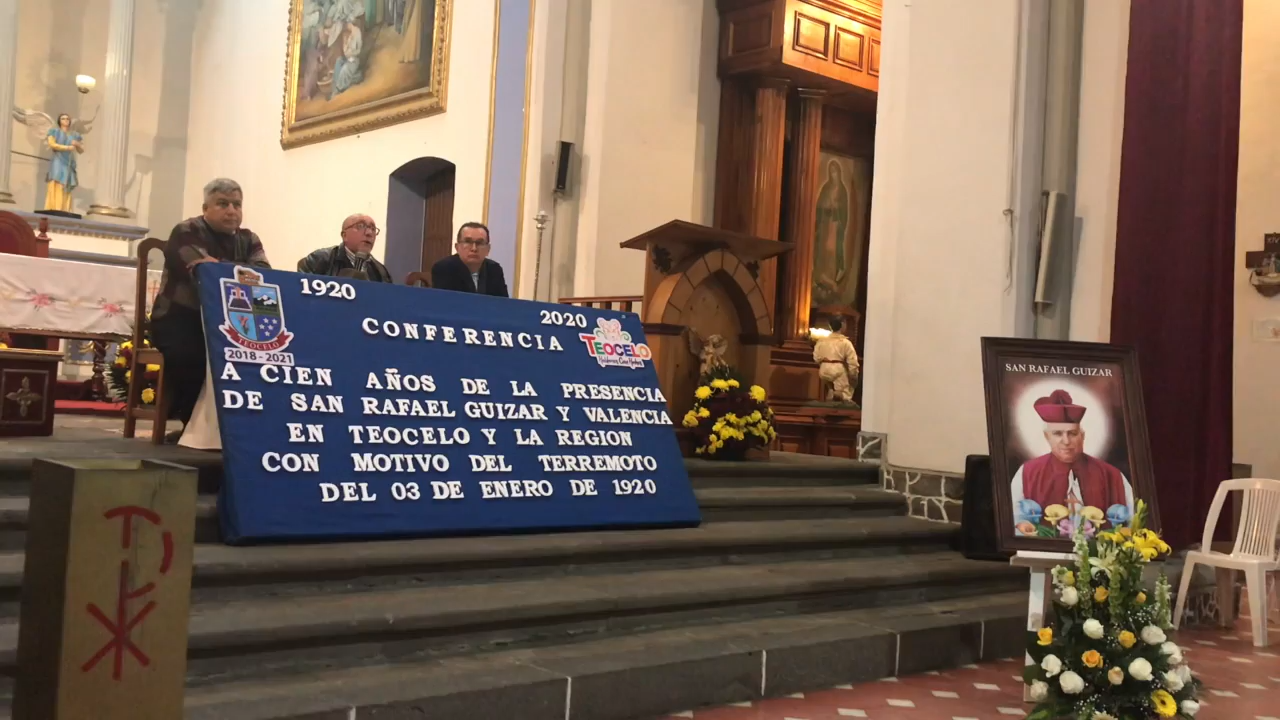 1920
2020
CONFERENCIA
TEOCELO
TEOCELO
2018 - 2021
A CIEN AÑOS DE LA PRESENCIA
DE SAN RAFAEL GUIZAR Y VALENCIA
EN TEOCELO Y LA REGION
CON MOTIVO DEL TERREMOTO
DEL 03 DE ENERO DE 1920
SAN RAFAEL GUIZAR